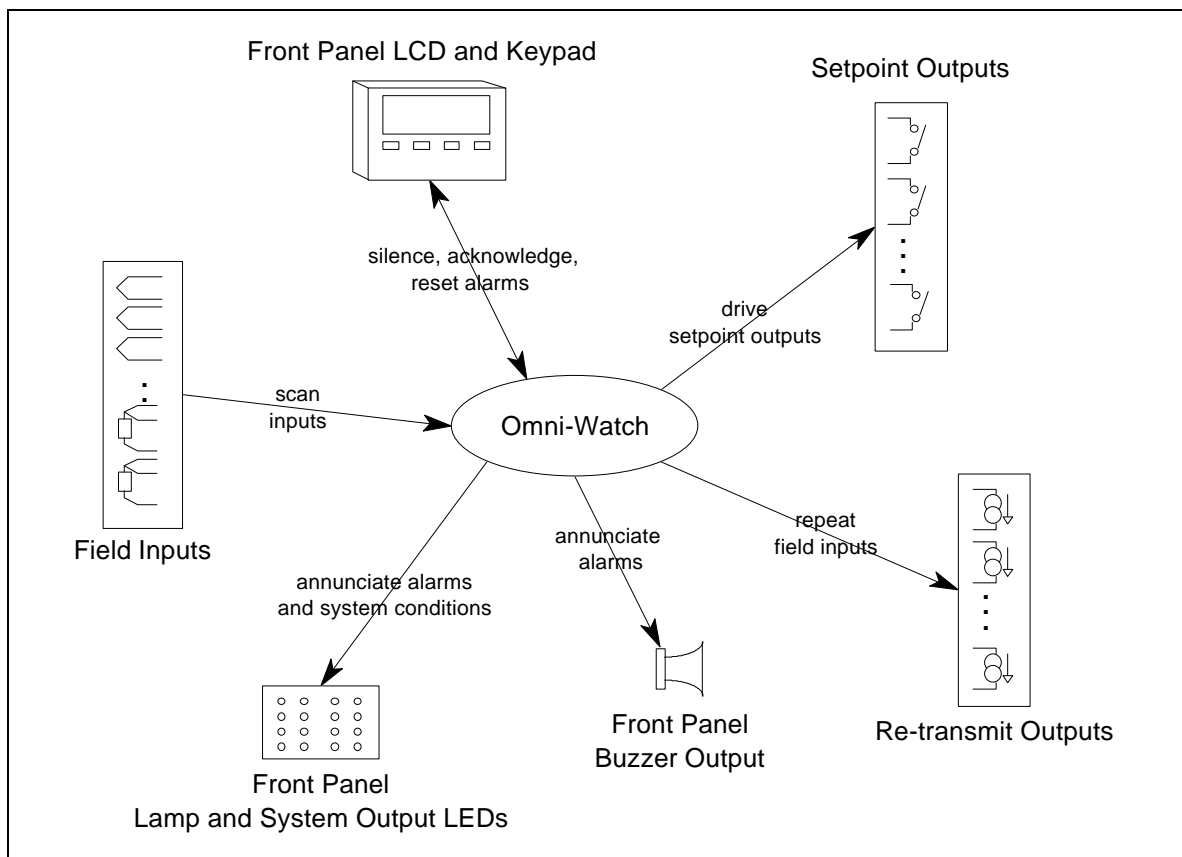 Front Panel LCD and Keypad
Setpoint Outputs
silence, acknowledge,
reset alarms
drive
setpoint outputs
scan
inputs
Omni-Watch
Field Inputs
annunciate
alarms
repeat
field inputs
annunciate alarms
and system conditions
Front Panel
Buzzer Output
Re-transmit Outputs
Front Panel
Lamp and System Output LEDs